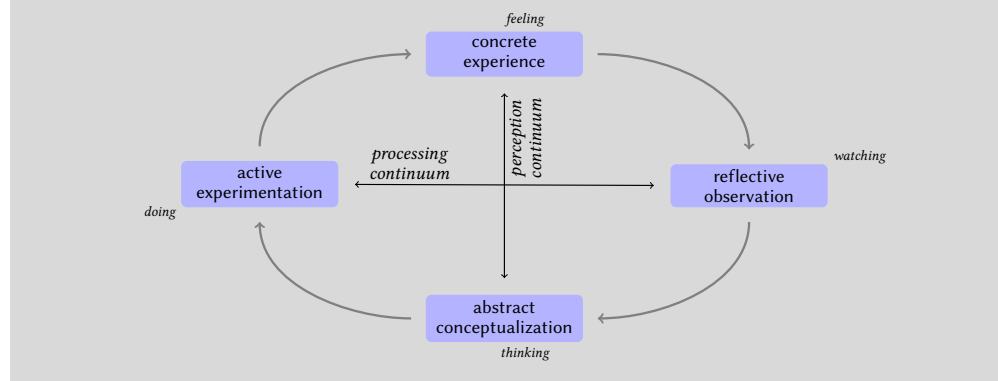 feeling
concrete
experience
perception
continuum
processing
continuum
watching
active
experimentation
reflective
observation
doing
abstract
conceptualization
thinking